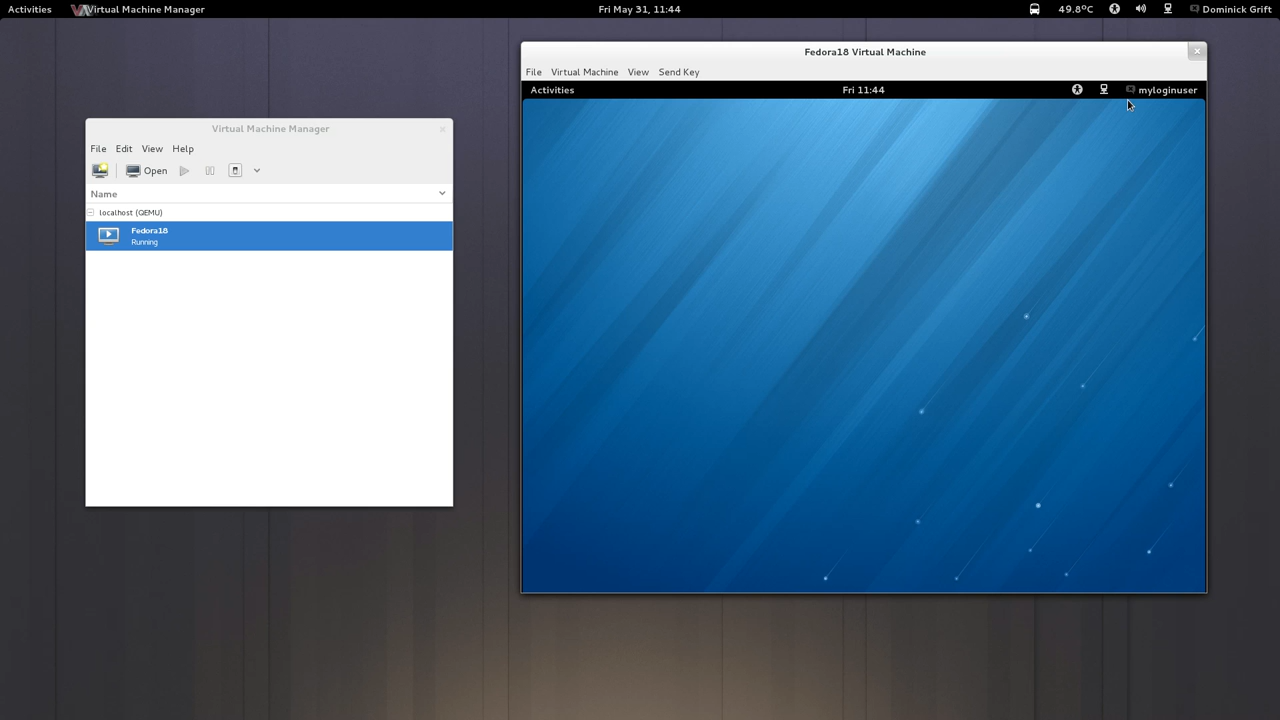 Activities Virtual Machine Manager Fri May 31, 11:44 49.8°C Dominick Grift
Fedora18 Virtual Machine
File Virtual Machine View Send Key
Activities Fri 11:44 myloginuser
Virtual Machine Manager
File Edit View Help
Open
Name
localhost (QEMU)
Fedora18
Running